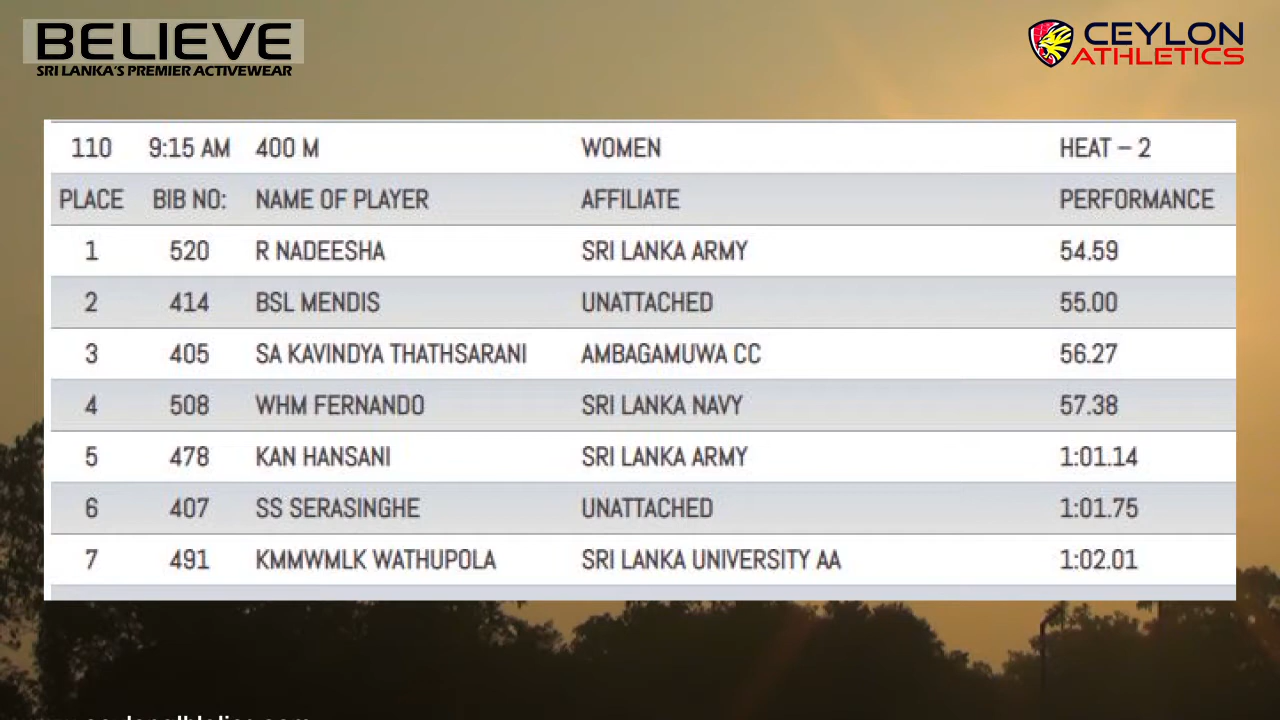 BELIEVE
SRI LANKA'S PREMIER ACTIVEWEAR
CEYLON
ATHLETICS
110 9:15 AM 400 M WOMEN HEAT – 2
PLACE BIB NO: NAME OF PLAYER AFFILIATE PERFORMANCE
1 520 R NADEESHA SRI LANKA ARMY 54.59
2 414 BSL MENDIS UNATTACHED 55.00
3 405 SA KAVINDYA THATHSARANI AMBAGAMUWA CC 56.27
4 508 WHM FERNANDO SRI LANKA NAVY 57.38
5 478 KAN HANSANI SRI LANKA ARMY 1:01.14
6 407 SS SERASINGHE UNATTACHED 1:01.75
7 491 KMMWMLK WATHUPOLA SRI LANKA UNIVERSITY AA 1:02.01